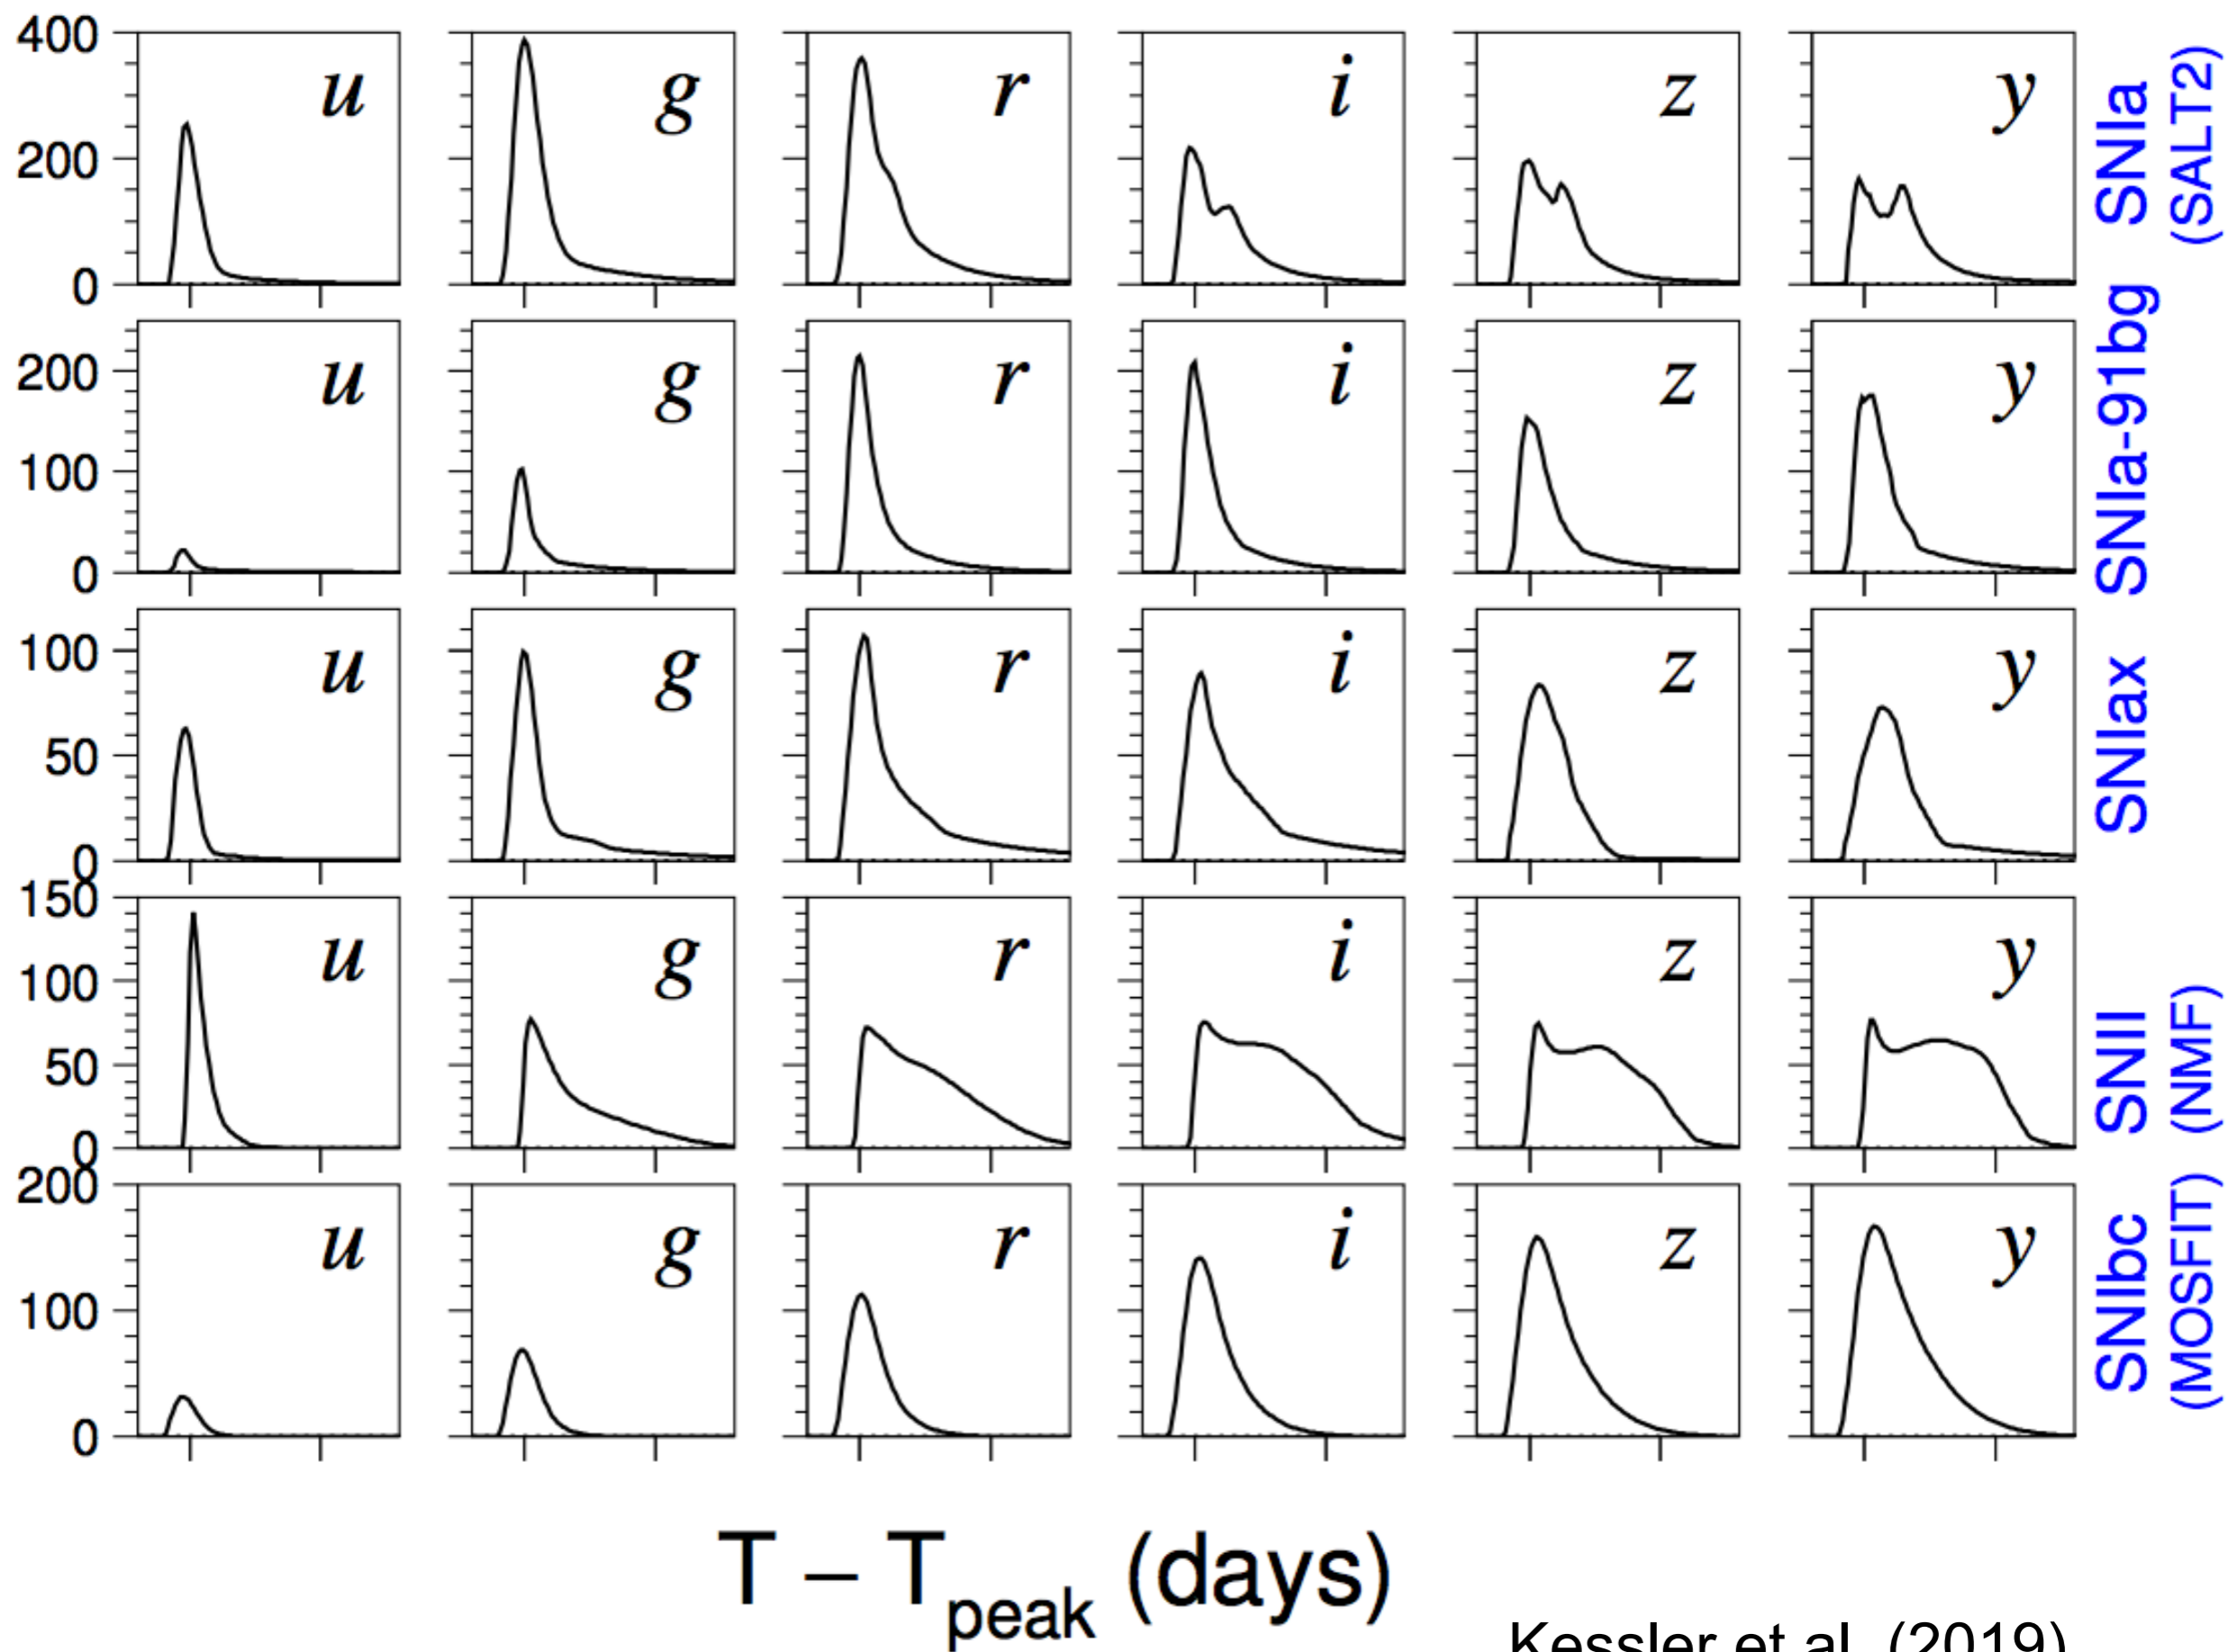 400
200
0
u
g
r
i
z
y
SNIa
(SALT2)
200
100
0
u
g
r
i
z
y
SNIa-91bg
100
50
0
u
g
r
i
z
y
SNIax
150
100
50
0
u
g
r
i
z
y
SNII
(NMF)
200
100
0
u
g
r
i
z
y
SNIbc
(MOSFIT)
T – Tpeak (days)
Kessler et al. (2019)